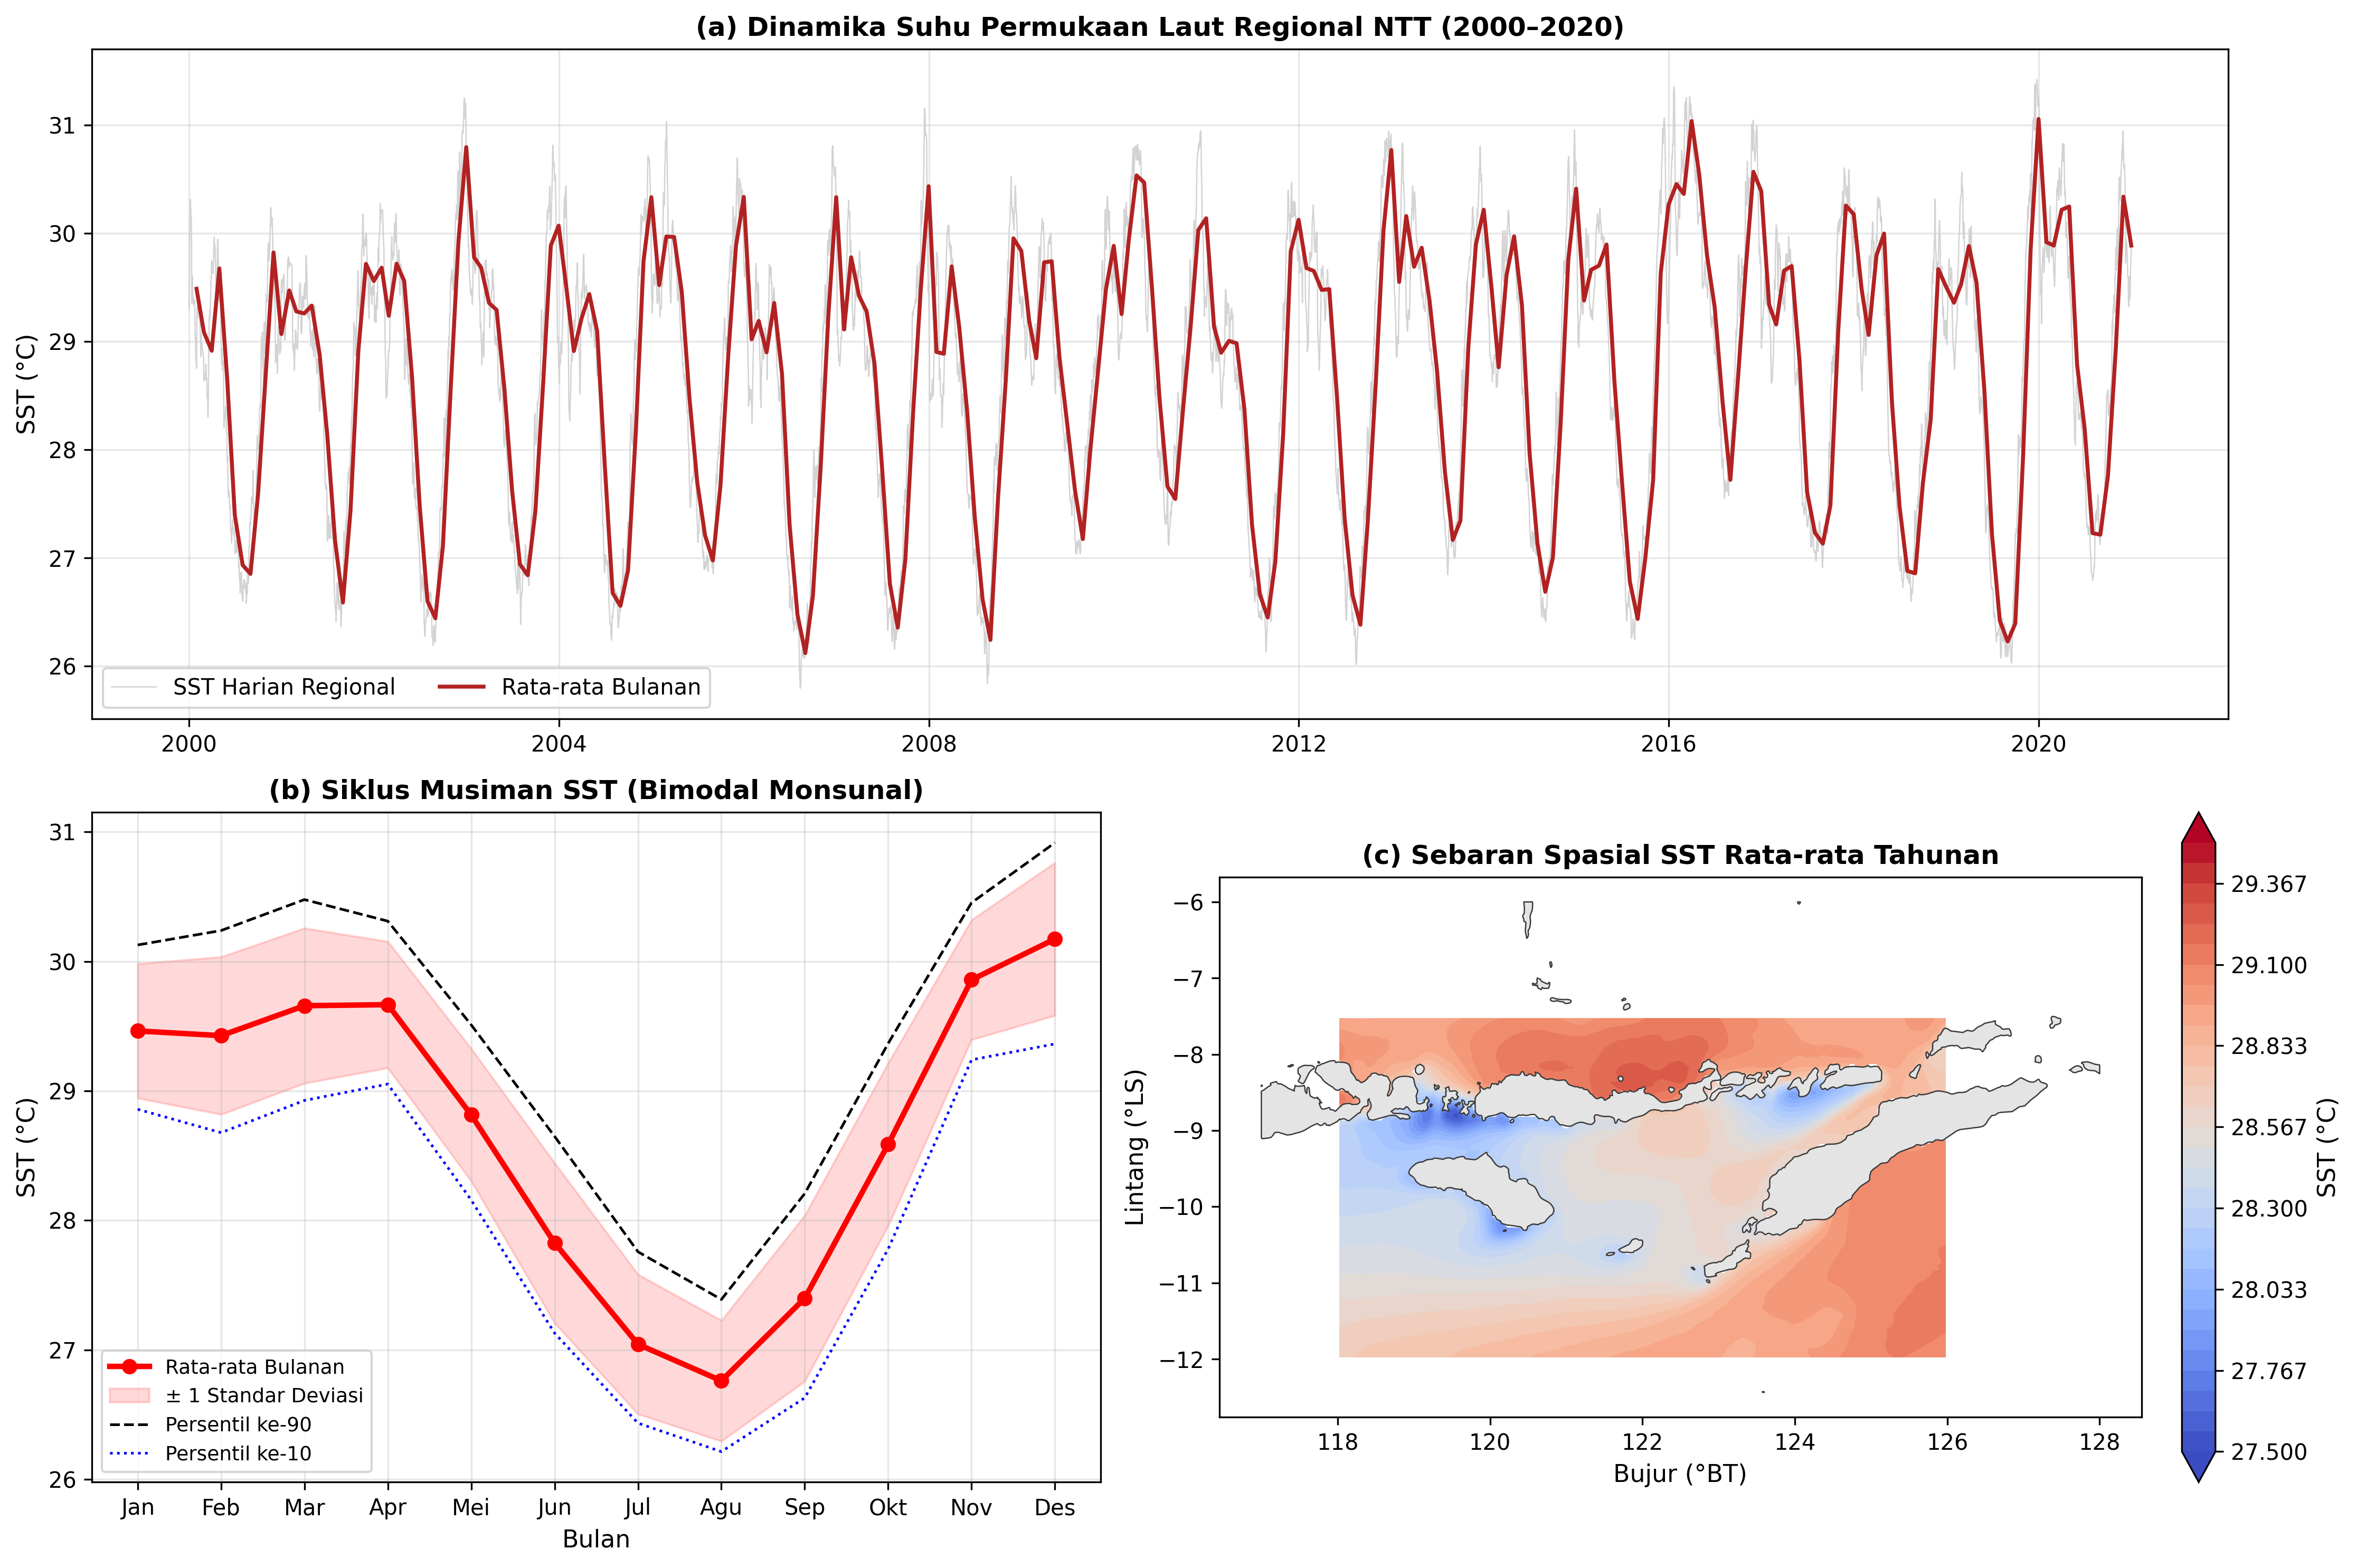 (a) Dinamika Suhu Permukaan Laut Regional NTT (2000–2020)
SST (°C)
31
30
29
28
27
26
SST Harian Regional
Rata-rata Bulanan
2000
2004
2008
2012
2016
2020
(b) Siklus Musiman SST (Bimodal Monsunal)
SST (°C)
31
30
29
28
27
26
Rata-rata Bulanan
± 1 Standar Deviasi
Persentil ke-90
Persentil ke-10
Jan
Feb
Mar
Apr
Mei
Jun
Jul
Agu
Sep
Okt
Nov
Des
Bulan
(c) Sebaran Spasial SST Rata-rata Tahunan
Lintang (°LS)
−6
−7
−8
−9
−10
−11
−12
118
120
122
124
126
128
Bujur (°BT)
29.367
29.100
28.833
28.567
28.300
28.033
27.767
27.500
SST (°C)